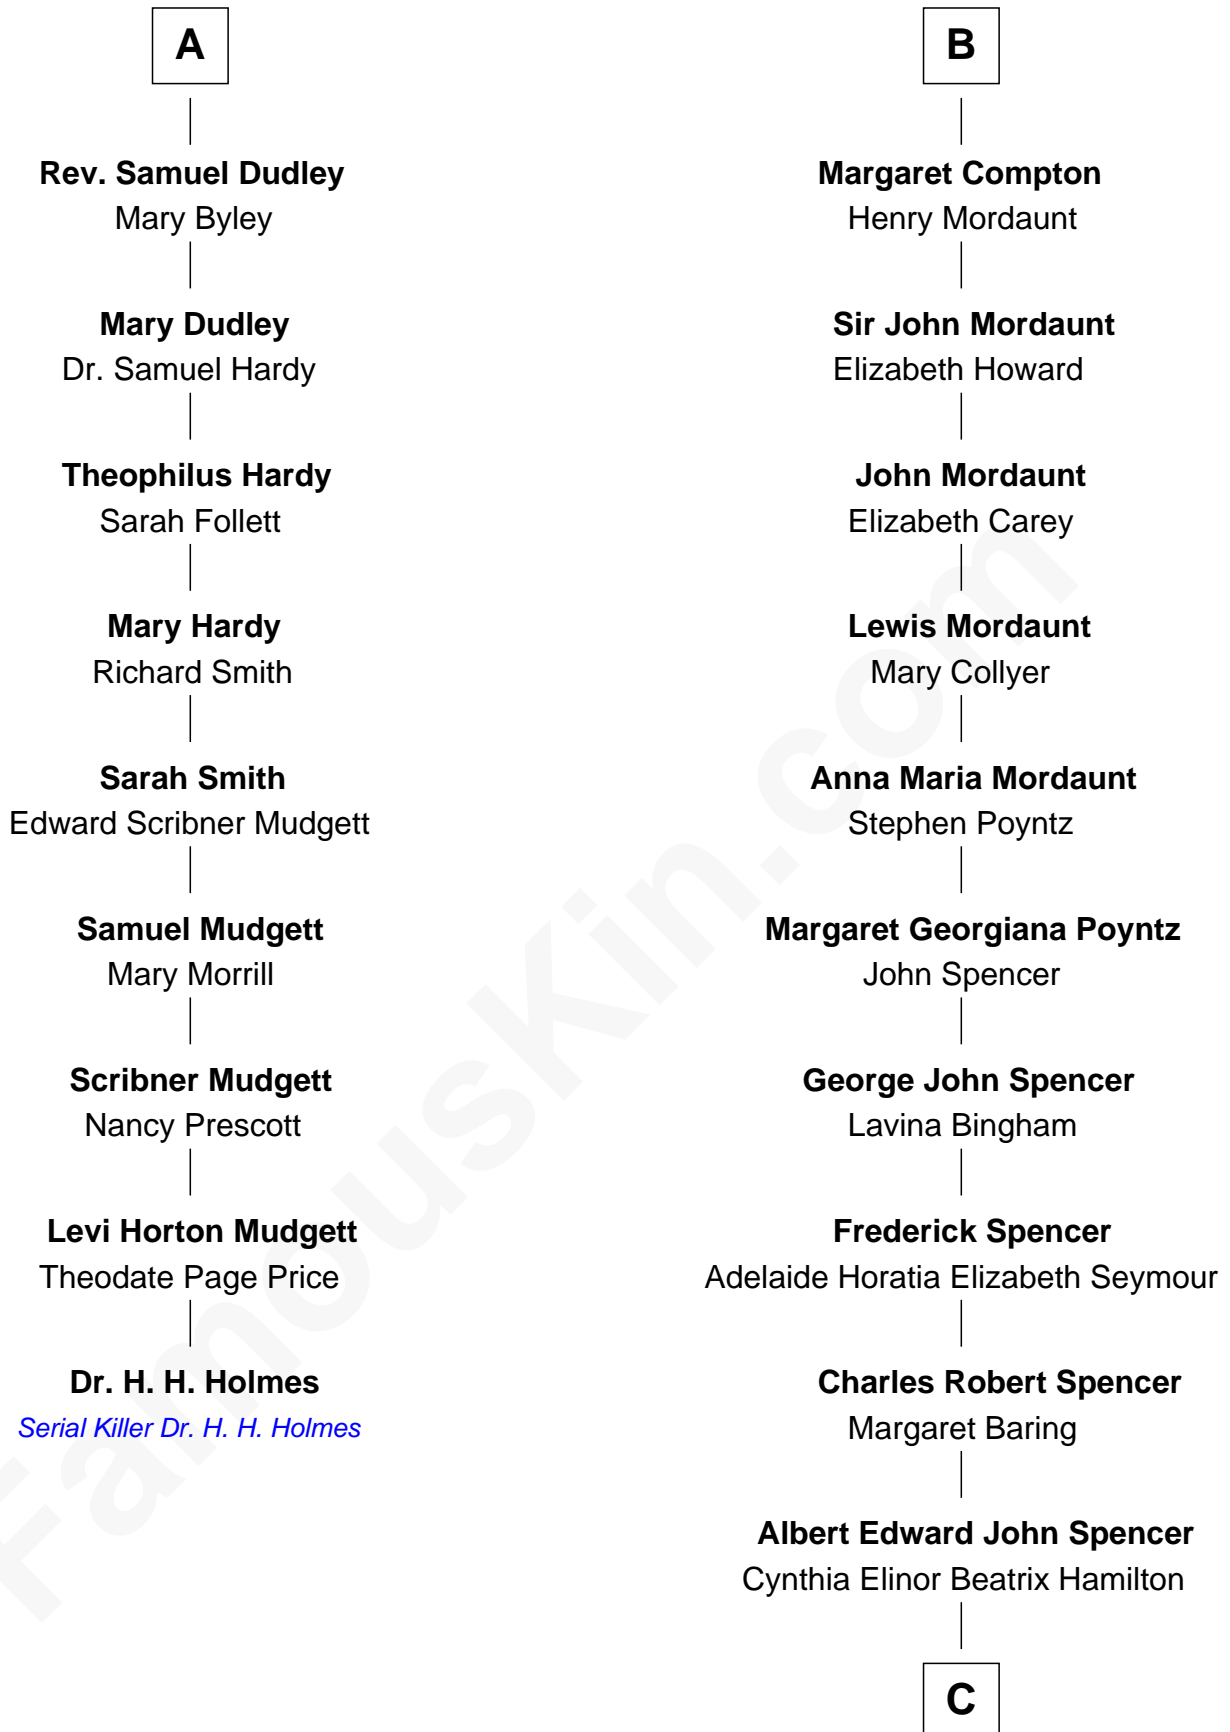 A
Rev. Samuel Dudley
Mary Byley
Mary Dudley
Dr. Samuel Hardy
Theophilus Hardy
Sarah Follett
Mary Hardy
Richard Smith
Sarah Smith
Edward Scribner Mudgett
Samuel Mudgett
Mary Morrill
Scribner Mudgett
Nancy Prescott
Levi Horton Mudgett
Theodate Page Price
Dr. H. H. Holmes
Serial Killer Dr. H. H. Holmes
B
Margaret Compton
Henry Mordaunt
Sir John Mordaunt
Elizabeth Howard
John Mordaunt
Elizabeth Carey
Lewis Mordaunt
Mary Collyer
Anna Maria Mordaunt
Stephen Poyntz
Margaret Georgiana Poyntz
John Spencer
George John Spencer
Lavina Bingham
Frederick Spencer
Adelaide Horatia Elizabeth Seymour
Charles Robert Spencer
Margaret Baring
Albert Edward John Spencer
Cynthia Elinor Beatrix Hamilton
C
FamousKin.com